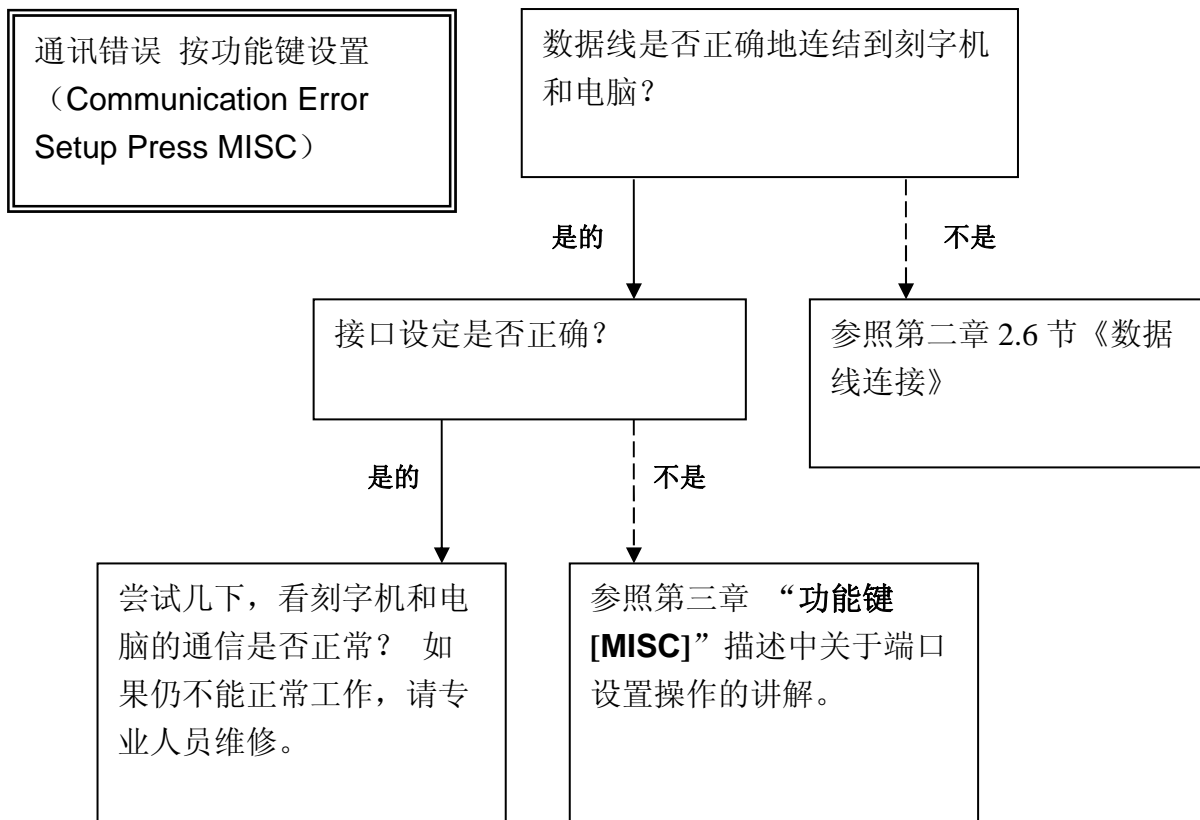 通讯错误 按功能键设置
（Communication Error
Setup Press MISC）
数据线是否正确地连结到刻字机
和电脑？
是的
不是
接口设定是否正确？
参照第二章 2.6 节《数据
线连接》
是的
不是
尝试几下，看刻字机和电
脑的通信是否正常？ 如
果仍不能正常工作，请专
业人员维修。
参照第三章 “功能键
[MISC]”描述中关于端口
设置操作的讲解。